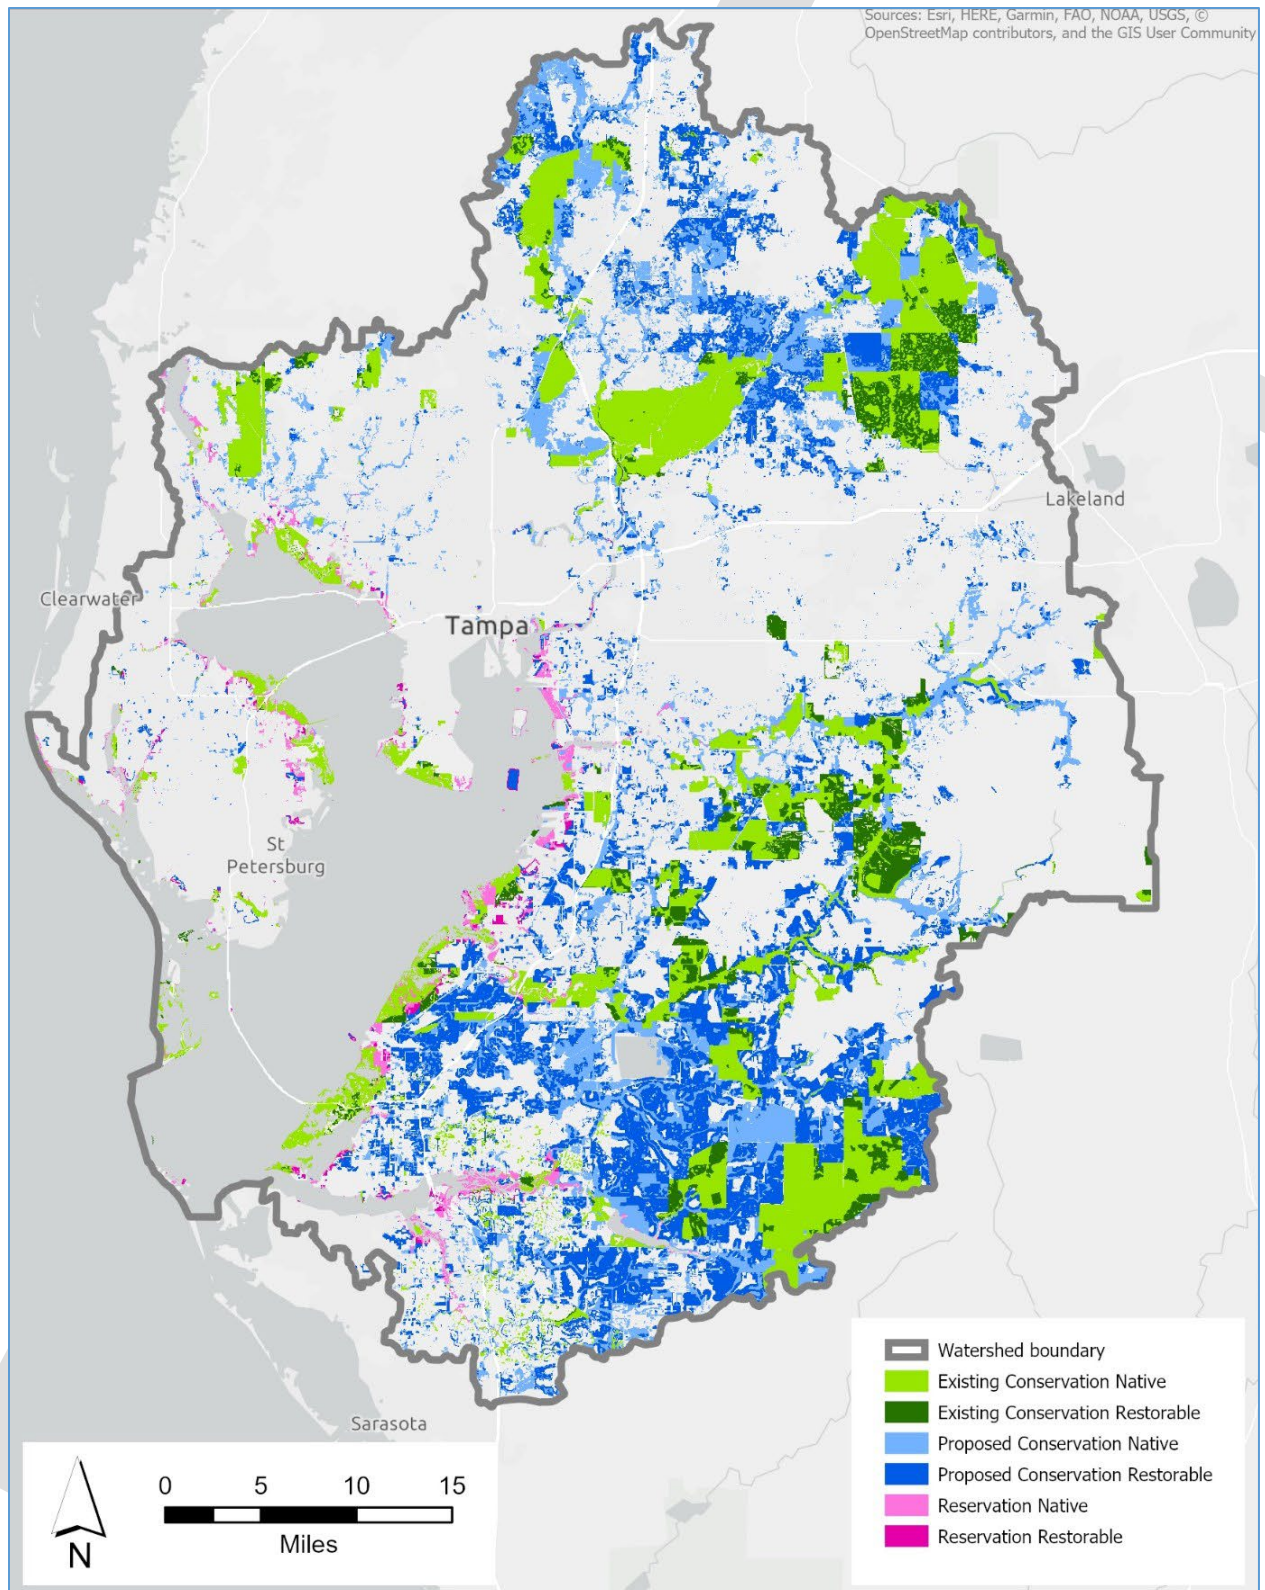 Sources: Esri, HERE, Garmin, FAO, NOAA, USGS, ©
OpenStreetMap contributors, and the GIS User Community
Lakeland
Clearwater
Tampa
St
Petersburg
Sarasota
Watershed boundary
Existing Conservation Native
Existing Conservation Restorable
Proposed Conservation Native
Proposed Conservation Restorable
Reservation Native
Reservation Restorable
0 5 10 15
Miles
N